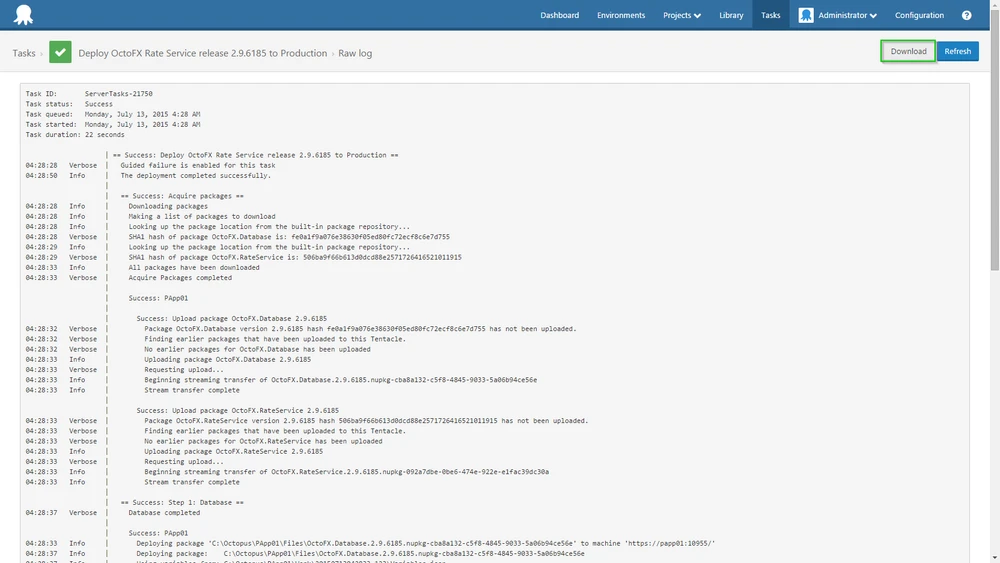 Dashboard Environments Projects Library Tasks Administrator Configuration ?
Tasks › Deploy OctoFX Rate Service release 2.9.6185 to Production › Raw log Download Refresh
Task ID: ServerTasks-21750
Task status: Success
Task queued: Monday, July 13, 2015 4:28 AM
Task started: Monday, July 13, 2015 4:28 AM
Task duration: 22 seconds
| == Success: Deploy OctoFX Rate Service release 2.9.6185 to Production ==
04:28:28 Verbose | Guided failure is enabled for this task
04:28:50 Info | The deployment completed successfully.
|
| == Success: Acquire packages ==
04:28:28 Info | Downloading packages
04:28:28 Info | Making a list of packages to download
04:28:28 Info | Looking up the package location from the built-in package repository...
04:28:28 Verbose | SHA1 hash of package OctoFX.Database is: fe0a1f9a076e38630f05ed80fc72ecf8c6e7d755
04:28:29 Info | Looking up the package location from the built-in package repository...
04:28:29 Verbose | SHA1 hash of package OctoFX.RateService is: 506ba9f66b613d0dcd88e2571726416521011915
04:28:33 Info | All packages have been downloaded
04:28:33 Verbose | Acquire Packages completed
|
| Success: PApp01
|
| Success: Upload package OctoFX.Database 2.9.6185
04:28:32 Verbose | Package OctoFX.Database version 2.9.6185 hash fe0a1f9a076e38630f05ed80fc72ecf8c6e7d755 has not been uploaded.
04:28:32 Verbose | Finding earlier packages that have been uploaded to this Tentacle.
04:28:32 Verbose | No earlier packages for OctoFX.Database has been uploaded
04:28:33 Info | Uploading package OctoFX.Database 2.9.6185
04:28:33 Verbose | Requesting upload...
04:28:33 Info | Beginning streaming transfer of OctoFX.Database.2.9.6185.nupkg-cba8a132-c5f8-4845-9033-5a06b94ce56e
04:28:33 Info | Stream transfer complete
|
| Success: Upload package OctoFX.RateService 2.9.6185
04:28:33 Verbose | Package OctoFX.RateService version 2.9.6185 hash 506ba9f66b613d0dcd88e2571726416521011915 has not been uploaded.
04:28:33 Verbose | Finding earlier packages that have been uploaded to this Tentacle.
04:28:33 Verbose | No earlier packages for OctoFX.RateService has been uploaded
04:28:33 Info | Uploading package OctoFX.RateService 2.9.6185
04:28:33 Verbose | Requesting upload...
04:28:33 Info | Beginning streaming transfer of OctoFX.RateService.2.9.6185.nupkg-092a7dbe-0be6-474e-922e-e1fac39dc30a
04:28:33 Info | Stream transfer complete
|
| == Success: Step 1: Database ==
04:28:37 Verbose | Database completed
|
| Success: PApp01
04:28:33 Info | Deploying package 'C:\Octopus\PApp01\Files\OctoFX.Database.2.9.6185.nupkg-cba8a132-c5f8-4845-9033-5a06b94ce56e' to machine 'https://papp01:10955/'
04:28:37 Info | Deploying package: C:\Octopus\PApp01\Files\OctoFX.Database.2.9.6185.nupkg-cba8a132-c5f8-4845-9033-5a06b94ce56e